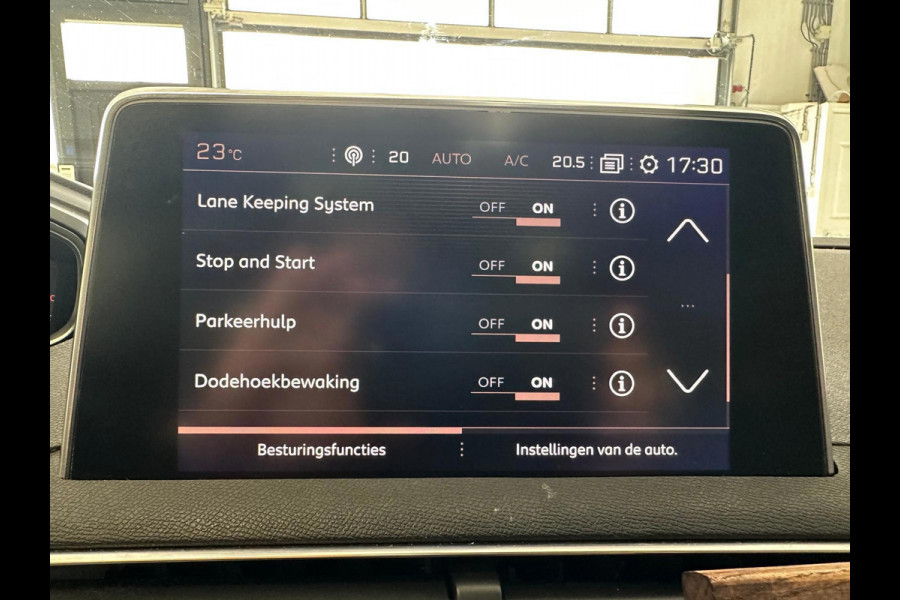 23°C 20 AUTO A/C 20.5 17:30
Lane Keeping System OFF ON
Stop and Start OFF ON
Parkeerhulp OFF ON
Dodehoekbewaking OFF ON
Besturingsfuncties Instellingen van de auto.